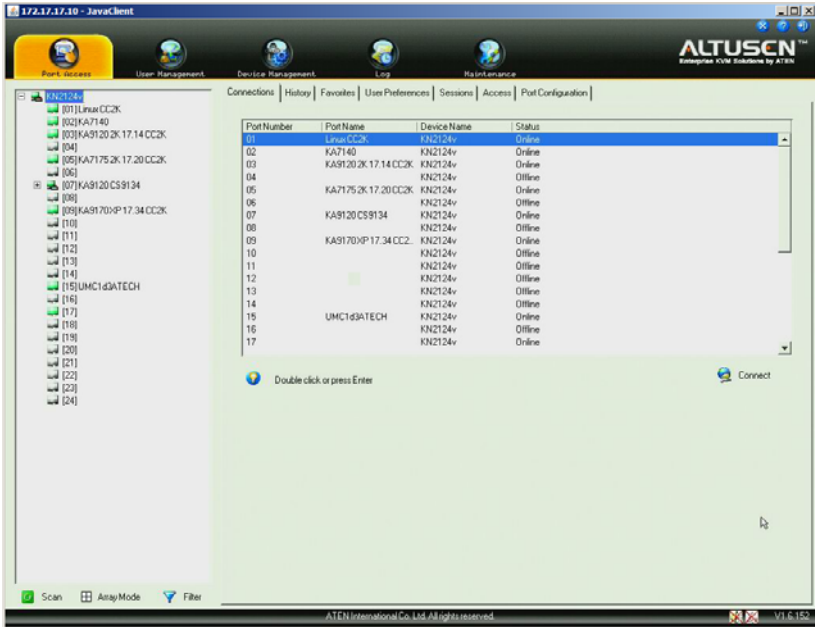 172.17.17.10 - JavaClient
ALTUSEN™
Enterprise KVM Solutions by ATEN
Port Access
User Management
Device Management
Log
Maintenance
KN2124v
[01]Linux CC2K
[02]KA7140
[03]KA9120 2K 17.14 CC2K
[04]
[05]KA7175 2K 17.20 CC2K
[06]
[07]KA9120 CS9134
[08]
[09]KA9170 XP 17.34 CC2K
[10]
[11]
[12]
[13]
[14]
[15]UMC1d3ATECH
[16]
[17]
[18]
[19]
[20]
[21]
[22]
[23]
[24]
Scan
Array Mode
Filter
Connections History Favorites User Preferences Sessions Access Port Configuration
Port Number Port Name Device Name Status
01 Linux CC2K KN2124v Online
02 KA7140 KN2124v Online
03 KA9120 2K 17.14 CC2K KN2124v Online
04 KN2124v Offline
05 KA7175 2K 17.20 CC2K KN2124v Online
06 KN2124v Offline
07 KA9120 CS9134 KN2124v Online
08 KN2124v Offline
09 KA9170 XP 17.34 CC2.. KN2124v Online
10 KN2124v Offline
11 KN2124v Offline
12 KN2124v Offline
13 KN2124v Offline
14 KN2124v Offline
15 UMC1d3ATECH KN2124v Online
16 KN2124v Offline
17 KN2124v Online
Double click or press Enter
Connect
ATEN International Co. Ltd. All rights reserved.
V1.6.152